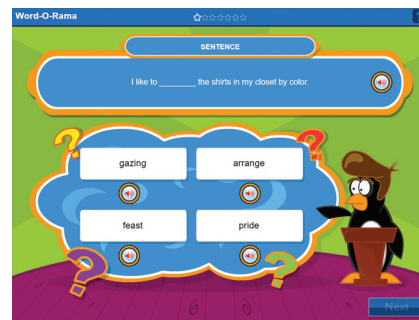 Word-O-Rama
SENTENCE
I like to ________ the shirts in my closet by color.
gazing
arrange
feast
pride
Next